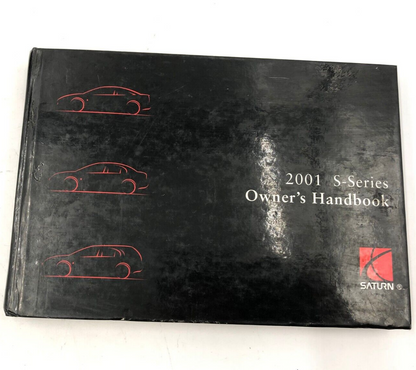 2001 S-Series
Owner's Handbook
SATURN®